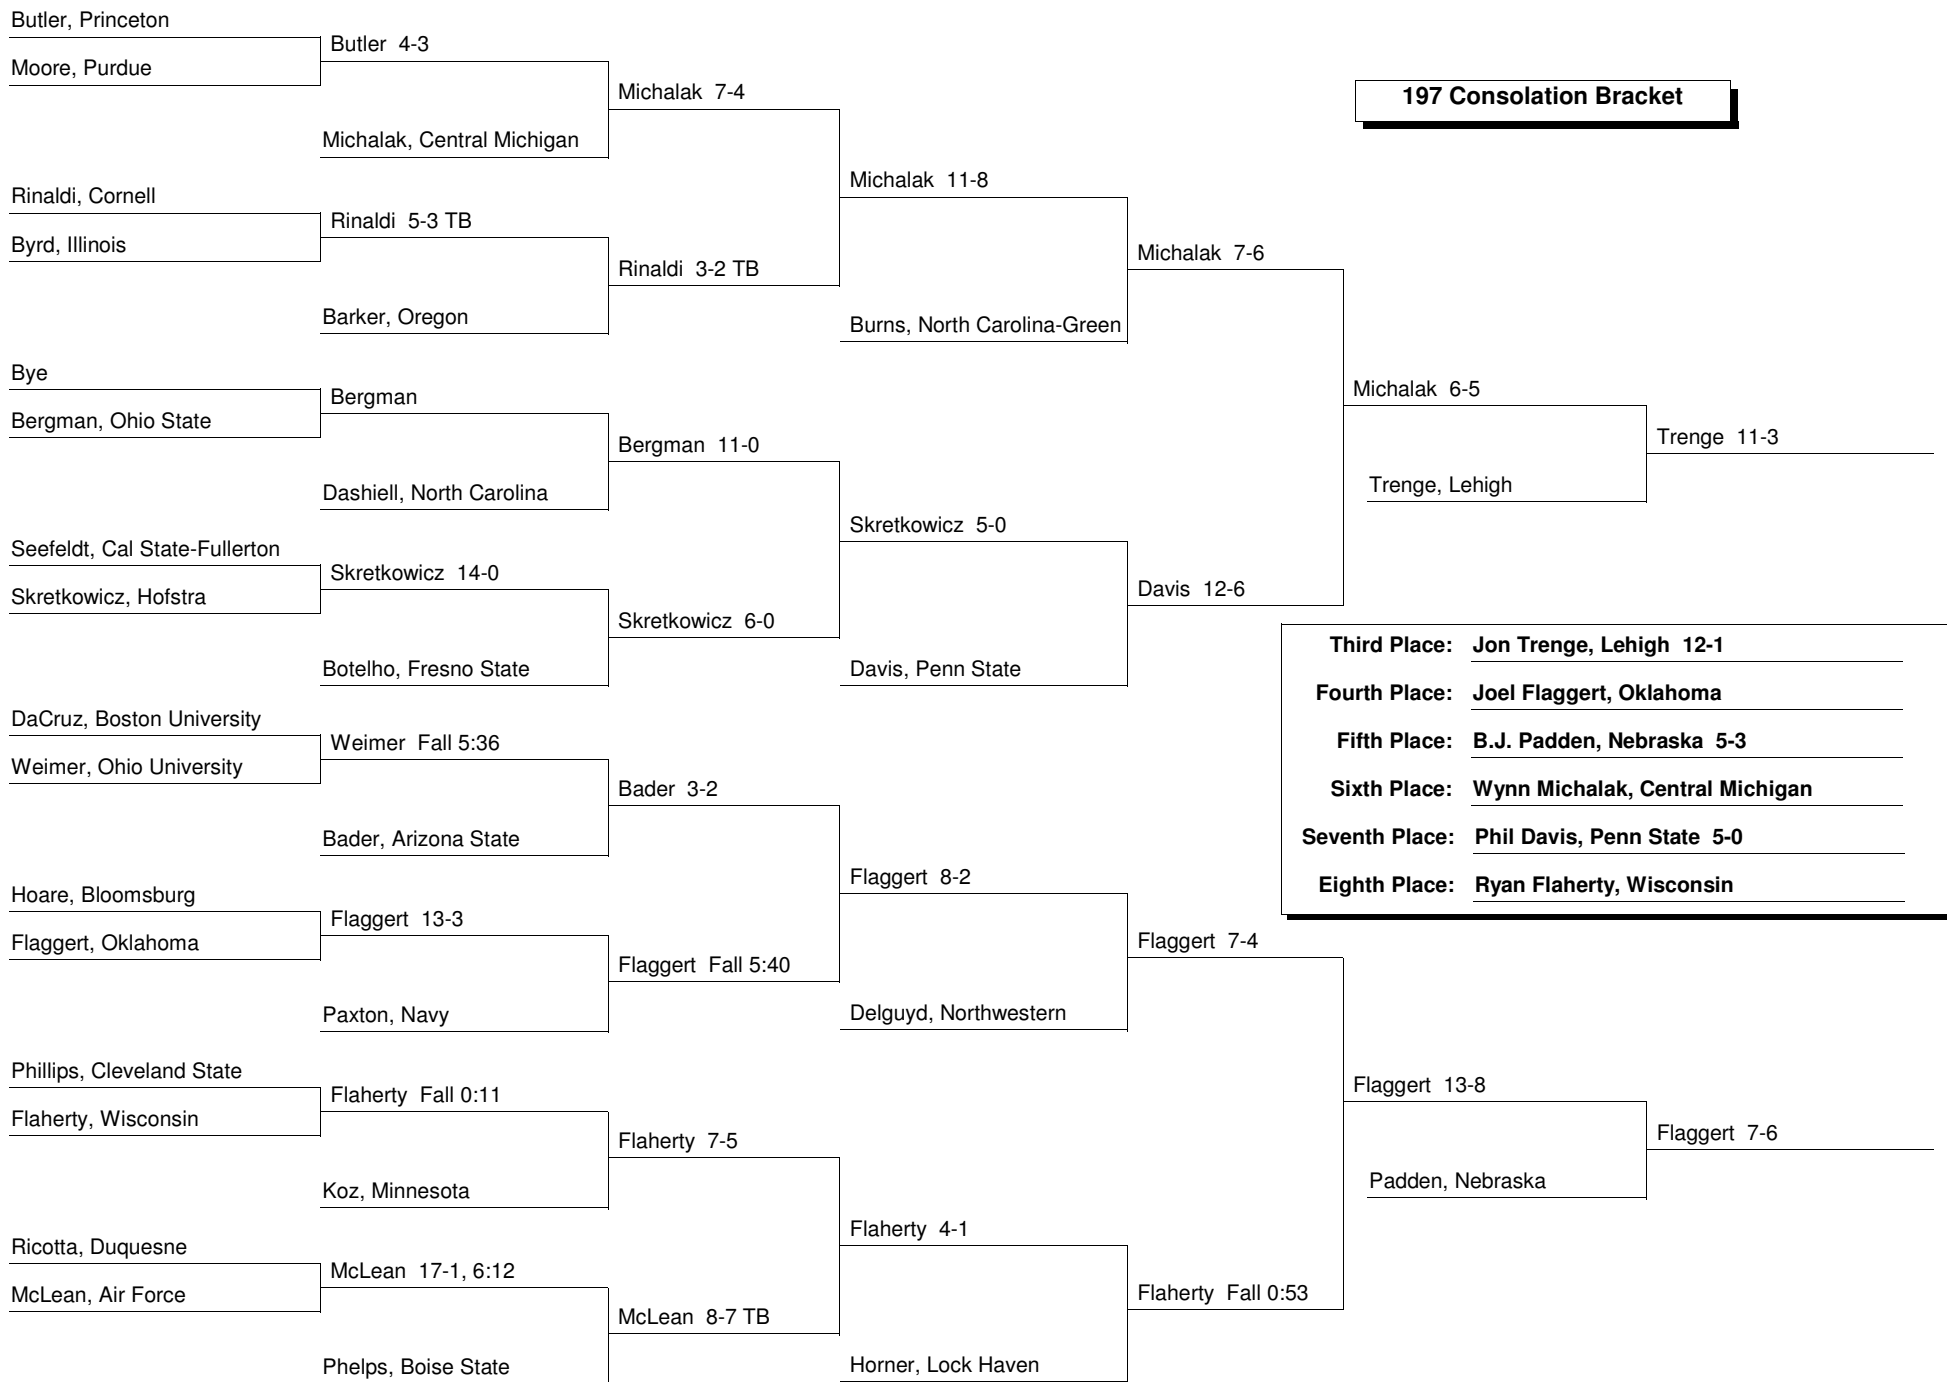 197 Consolation Bracket
Butler, Princeton
Moore, Purdue
Rinaldi, Cornell
Byrd, Illinois
Bye
Bergman, Ohio State
Seefeldt, Cal State-Fullerton
Skretkowicz, Hofstra
DaCruz, Boston University
Weimer, Ohio University
Hoare, Bloomsburg
Flaggert, Oklahoma
Phillips, Cleveland State
Flaherty, Wisconsin
Ricotta, Duquesne
McLean, Air Force
Butler 4-3
Michalak, Central Michigan
Rinaldi 5-3 TB
Barker, Oregon
Bergman
Dashiell, North Carolina
Skretkowicz 14-0
Botelho, Fresno State
Weimer Fall 5:36
Bader, Arizona State
Flaggert 13-3
Paxton, Navy
Flaherty Fall 0:11
Koz, Minnesota
McLean 17-1, 6:12
Phelps, Boise State
Michalak 7-4
Rinaldi 3-2 TB
Bergman 11-0
Skretkowicz 6-0
Bader 3-2
Flaggert Fall 5:40
Flaherty 7-5
McLean 8-7 TB
Michalak 11-8
Burns, North Carolina-Green
Skretkowicz 5-0
Davis, Penn State
Flaggert 8-2
Delguyd, Northwestern
Flaherty 4-1
Horner, Lock Haven
Michalak 7-6
Davis 12-6
Flaggert 7-4
Flaherty Fall 0:53
Michalak 6-5
Trenge, Lehigh
Flaggert 13-8
Padden, Nebraska
Trenge 11-3
Flaggert 7-6
Third Place: Jon Trenge, Lehigh 12-1
Fourth Place: Joel Flaggert, Oklahoma
Fifth Place: B.J. Padden, Nebraska 5-3
Sixth Place: Wynn Michalak, Central Michigan
Seventh Place: Phil Davis, Penn State 5-0
Eighth Place: Ryan Flaherty, Wisconsin